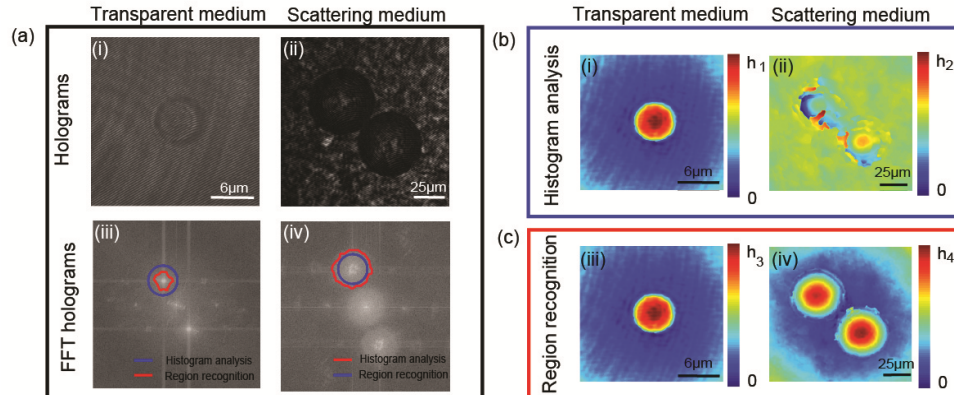 Transparent medium
Scattering medium
(a)
Holograms
(i)
(ii)
6μm
25μm
FFT holograms
(iii)
(iv)
Histogram analysis
Region recognition
Histogram analysis
Region recognition
Transparent medium
Scattering medium
(b)
Histogram analysis
(i)
h1
0
6μm
(ii)
h2
0
25μm
(c)
Region recognition
(iii)
h3
0
6μm
(iv)
h4
0
25μm